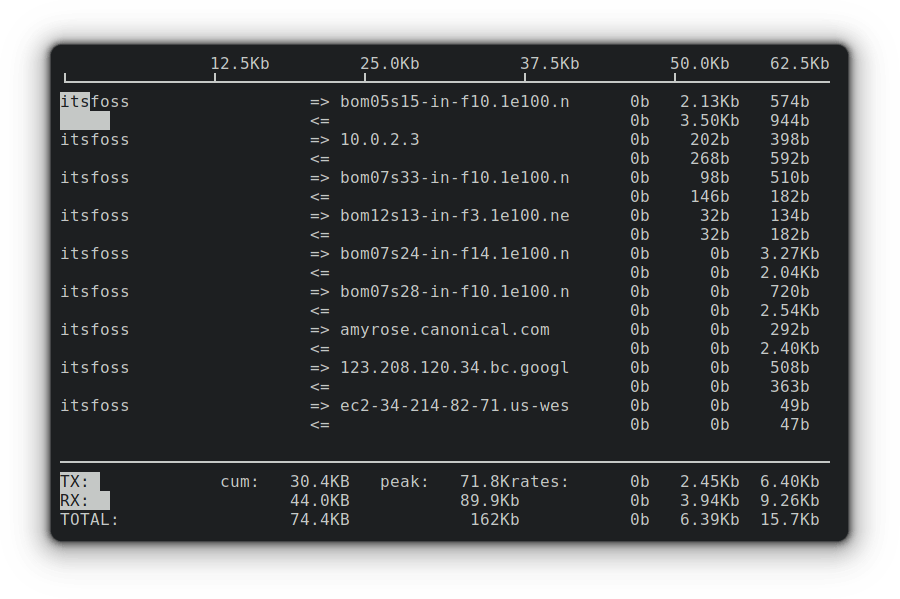 12.5Kb 25.0Kb 37.5Kb 50.0Kb 62.5Kb
itsfoss => bom05s15-in-f10.1e100.n 0b 2.13Kb 574b
<= 0b 3.50Kb 944b
itsfoss => 10.0.2.3 0b 202b 398b
<= 0b 268b 592b
itsfoss => bom07s33-in-f10.1e100.n 0b 98b 510b
<= 0b 146b 182b
itsfoss => bom12s13-in-f3.1e100.ne 0b 32b 134b
<= 0b 32b 182b
itsfoss => bom07s24-in-f14.1e100.n 0b 0b 3.27Kb
<= 0b 0b 2.04Kb
itsfoss => bom07s28-in-f10.1e100.n 0b 0b 720b
<= 0b 0b 2.54Kb
itsfoss => amyrose.canonical.com 0b 0b 292b
<= 0b 0b 2.40Kb
itsfoss => 123.208.120.34.bc.googl 0b 0b 508b
<= 0b 0b 363b
itsfoss => ec2-34-214-82-71.us-wes 0b 0b 49b
<= 0b 0b 47b
TX: cum: 30.4KB peak: 71.8Krates: 0b 2.45Kb 6.40Kb
RX: 44.0KB 89.9Kb 0b 3.94Kb 9.26Kb
TOTAL: 74.4KB 162Kb 0b 6.39Kb 15.7Kb